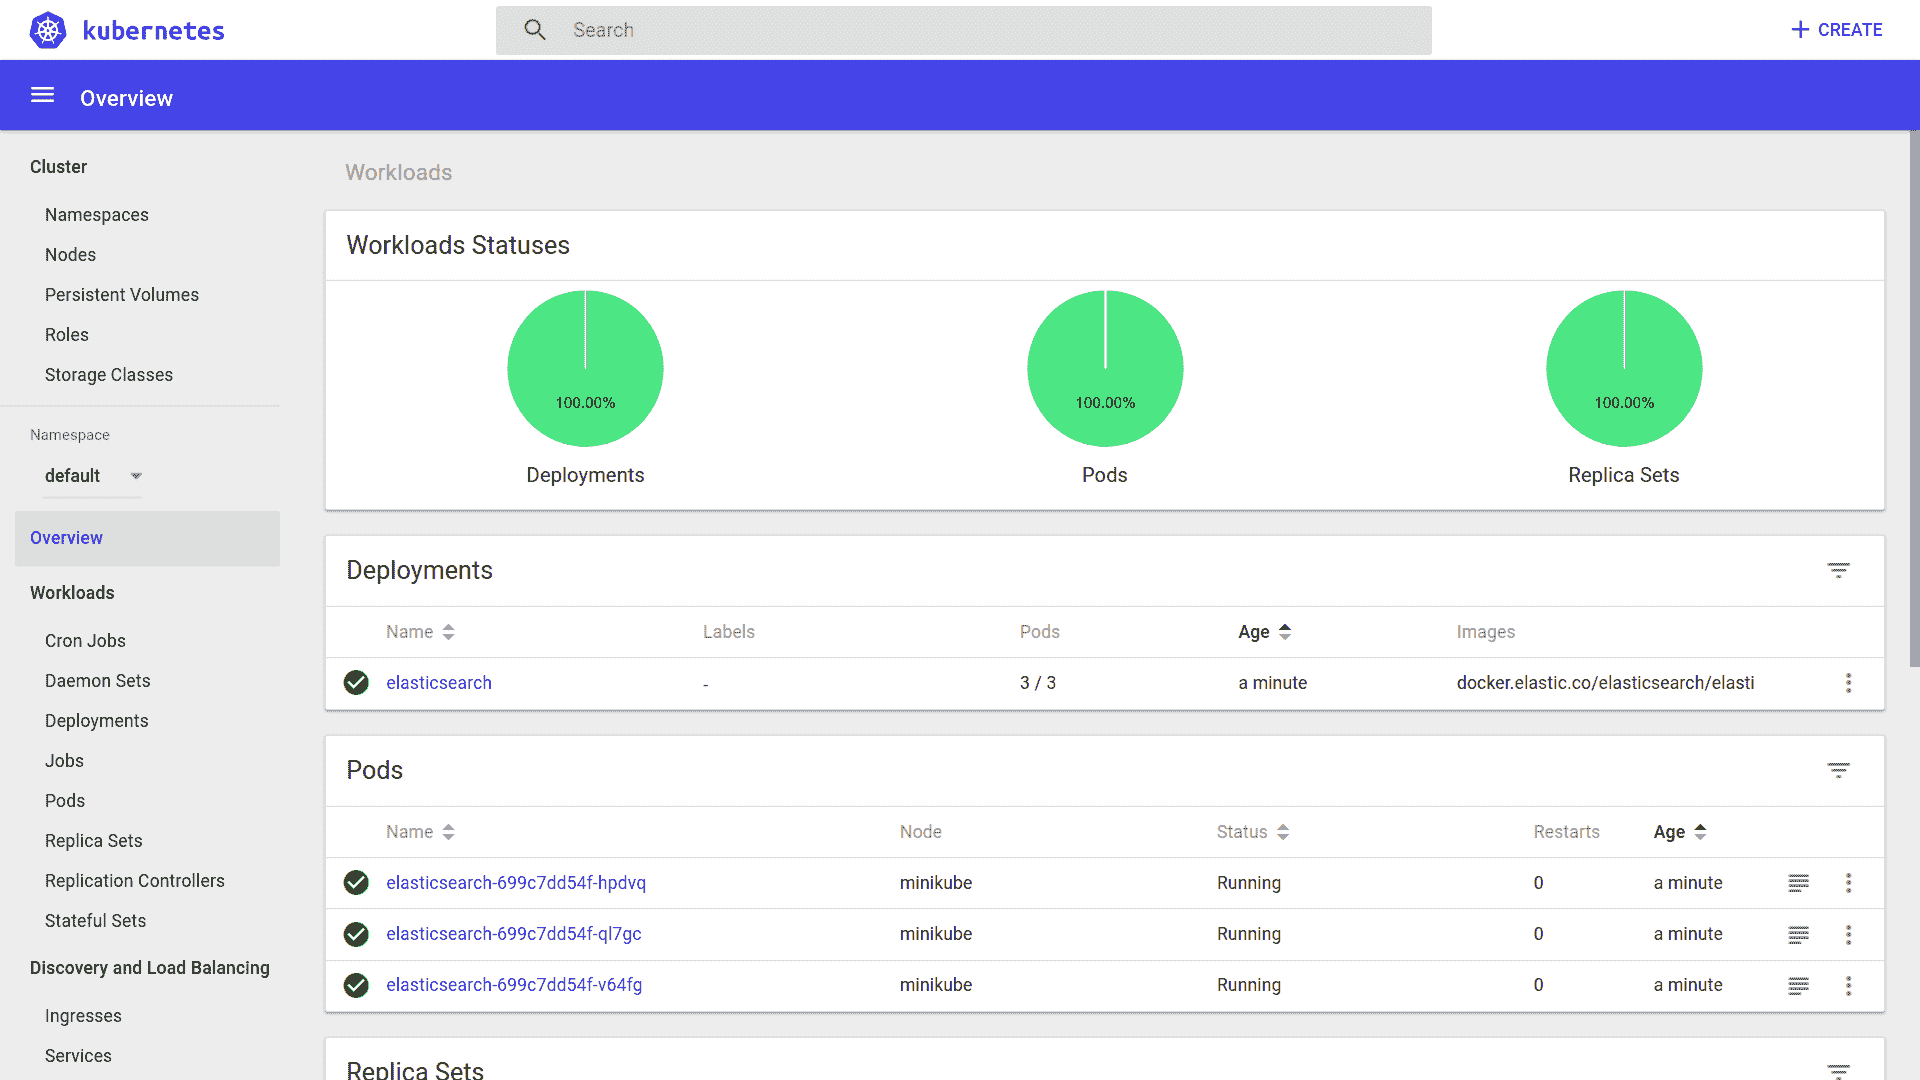 kubernetes
Search
CREATE
Overview
Cluster
Namespaces
Nodes
Persistent Volumes
Roles
Storage Classes
Namespace
default
Overview
Workloads
Cron Jobs
Daemon Sets
Deployments
Jobs
Pods
Replica Sets
Replication Controllers
Stateful Sets
Discovery and Load Balancing
Ingresses
Services
Workloads
Workloads Statuses
100.00% 100.00% 100.00%
Deployments Pods Replica Sets
Deployments
Name Labels Pods Age Images
elasticsearch - 3 / 3 a minute docker.elastic.co/elasticsearch/elasti
Pods
Name Node Status Restarts Age
elasticsearch-699c7dd54f-hpdvq minikube Running 0 a minute
elasticsearch-699c7dd54f-ql7gc minikube Running 0 a minute
elasticsearch-699c7dd54f-v64fg minikube Running 0 a minute
Replica Sets